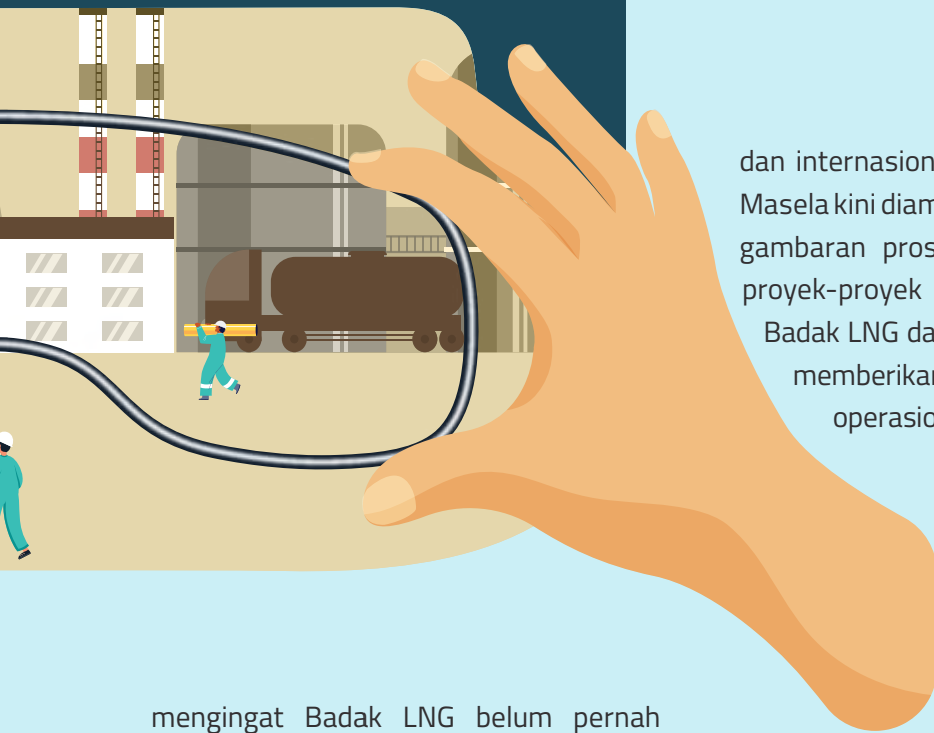 dan internasion
Masela kini diam
gambaran pros
proyek-proyek
Badak LNG da
memberikan
operasio
mengingat Badak LNG belum pernah